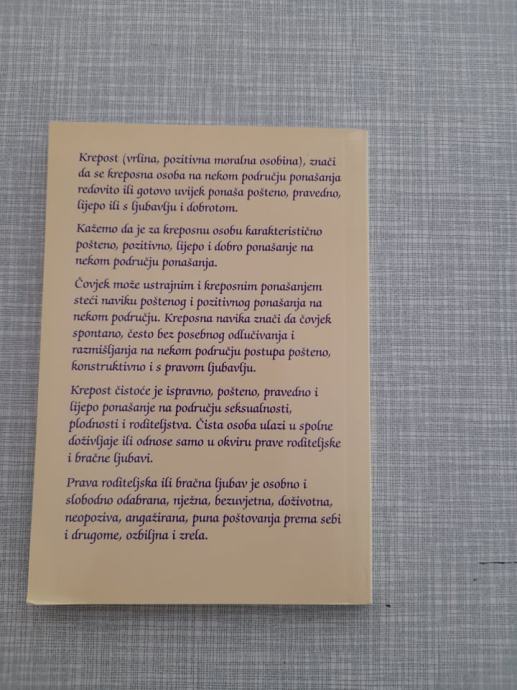 Krepost (vrlina, pozitivna moralna osobina), znači
da se kreposna osoba na nekom području ponašanja
redovito ili gotovo uvijek ponaša pošteno, pravedno,
lijepo ili s ljubavlju i dobrotom.
Kažemo da je za kreposnu osobu karakteristično
pošteno, pozitivno, lijepo i dobro ponašanje na
nekom području ponašanja.
Čovjek može ustrajnim i kreposnim ponašanjem
steći naviku poštenog i pozitivnog ponašanja na
nekom području. Kreposna navika znači da čovjek
spontano, često bez posebnog odlučivanja i
razmišljanja na nekom području postupa pošteno,
konstruktivno i s pravom ljubavlju.
Krepost čistoće je ispravno, pošteno, pravedno i
lijepo ponašanje na području seksualnosti,
plodnosti i roditeljstva. Čista osoba ulazi u spolne
doživljaje ili odnose samo u okviru prave roditeljske
i bračne ljubavi.
Prava roditeljska ili bračna ljubav je osobno i
slobodno odabrana, nježna, bezuvjetna, doživotna,
neopoziva, angažirana, puna poštovanja prema sebi
i drugome, ozbiljna i zrela.